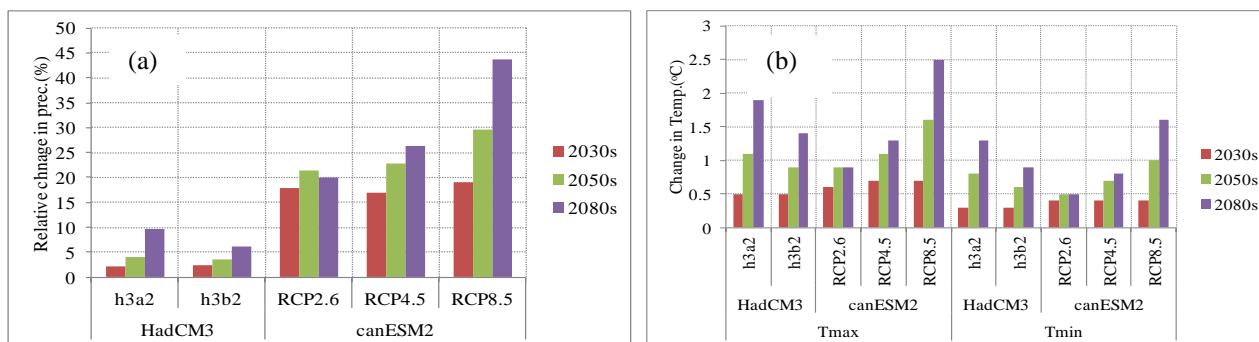 (a)
Relative chnage in prec.(%)
50
45
40
35
30
25
20
15
10
5
0
h3a2 h3b2 RCP2.6 RCP4.5 RCP8.5
HadCM3 canESM2
2030s
2050s
2080s
(b)
Change in Temp.(ºC)
3
2.5
2
1.5
1
0.5
0
h3a2 h3b2 RCP2.6 RCP4.5 RCP8.5 h3a2 h3b2 RCP2.6 RCP4.5 RCP8.5
HadCM3 canESM2 HadCM3 canESM2
Tmax Tmin
2030s
2050s
2080s